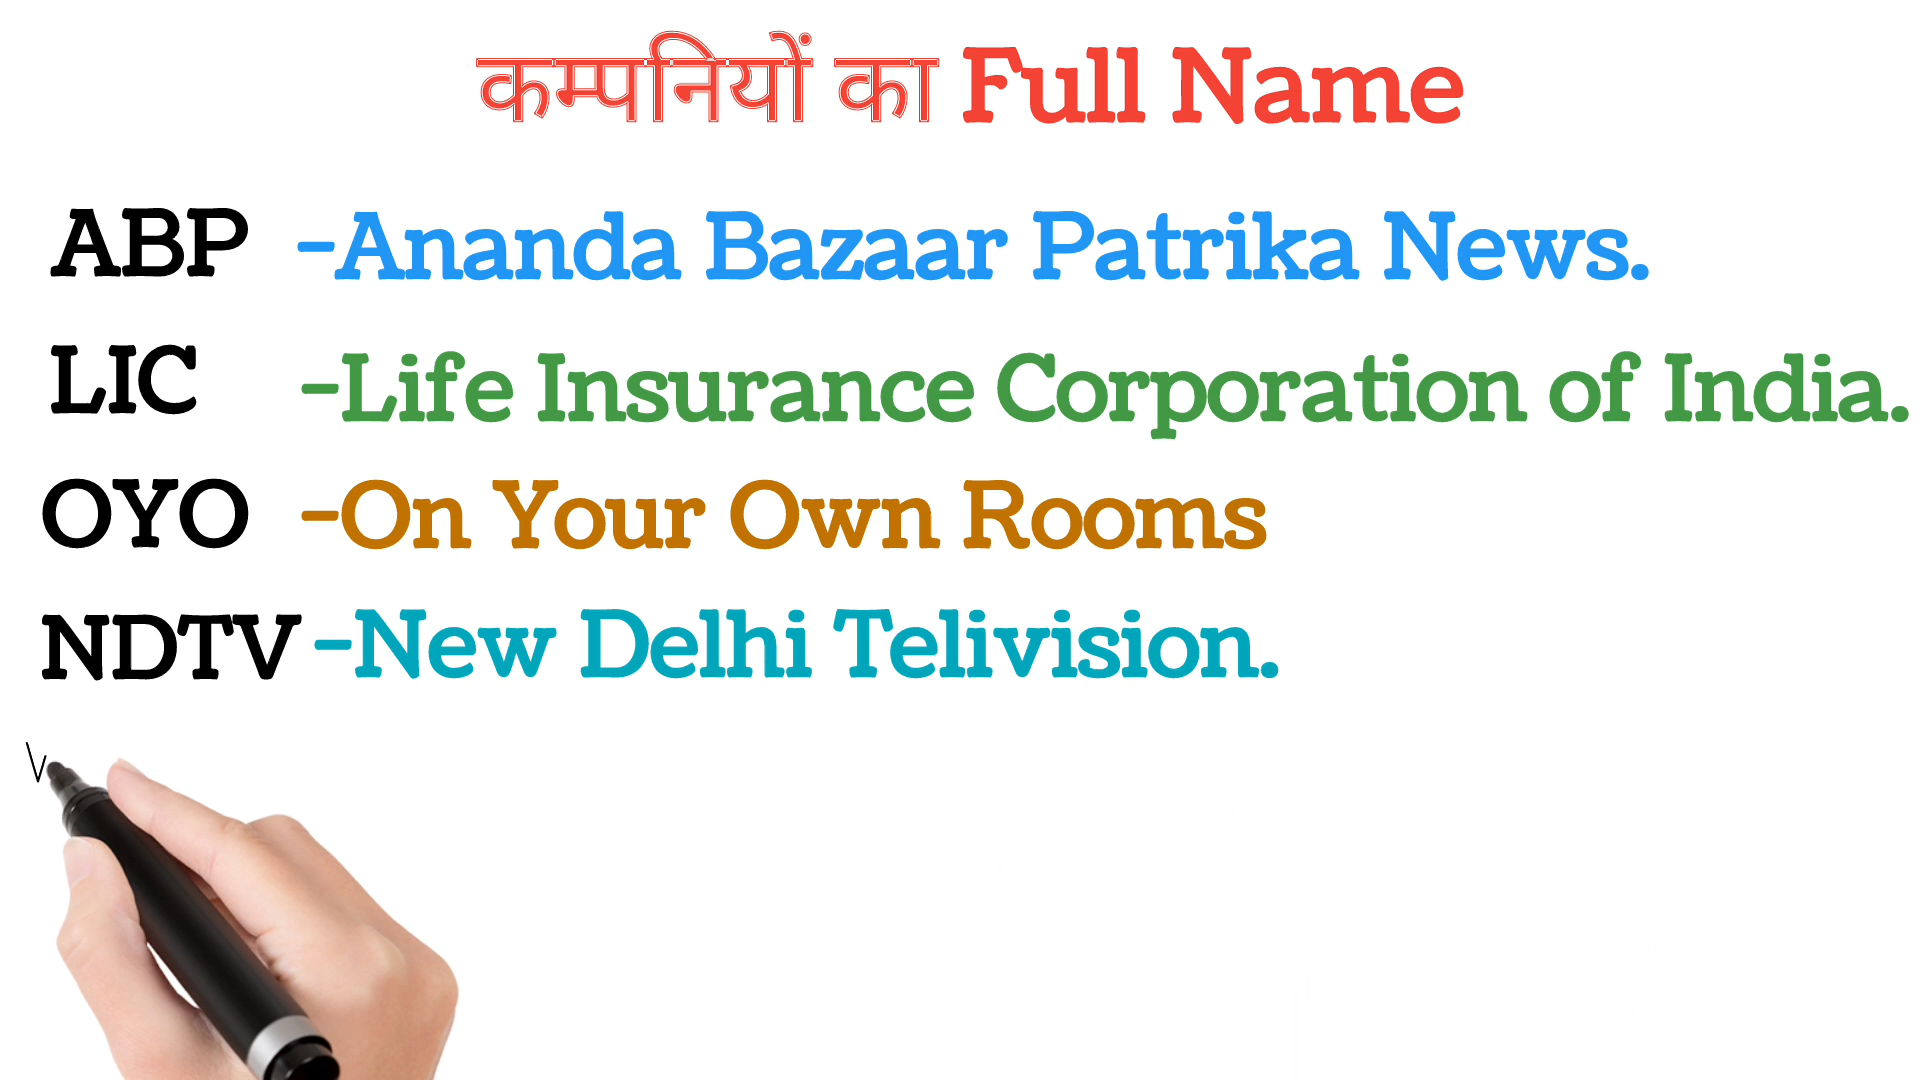 कम्पनियों का Full Name
ABP -Ananda Bazaar Patrika News.
LIC -Life Insurance Corporation of India.
OYO -On Your Own Rooms
NDTV -New Delhi Telivision.